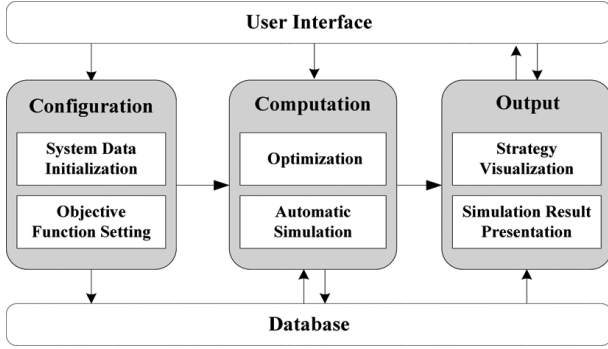 User Interface
Configuration
System Data
Initialization
Objective
Function Setting
Computation
Optimization
Automatic
Simulation
Output
Strategy
Visualization
Simulation Result
Presentation
Database